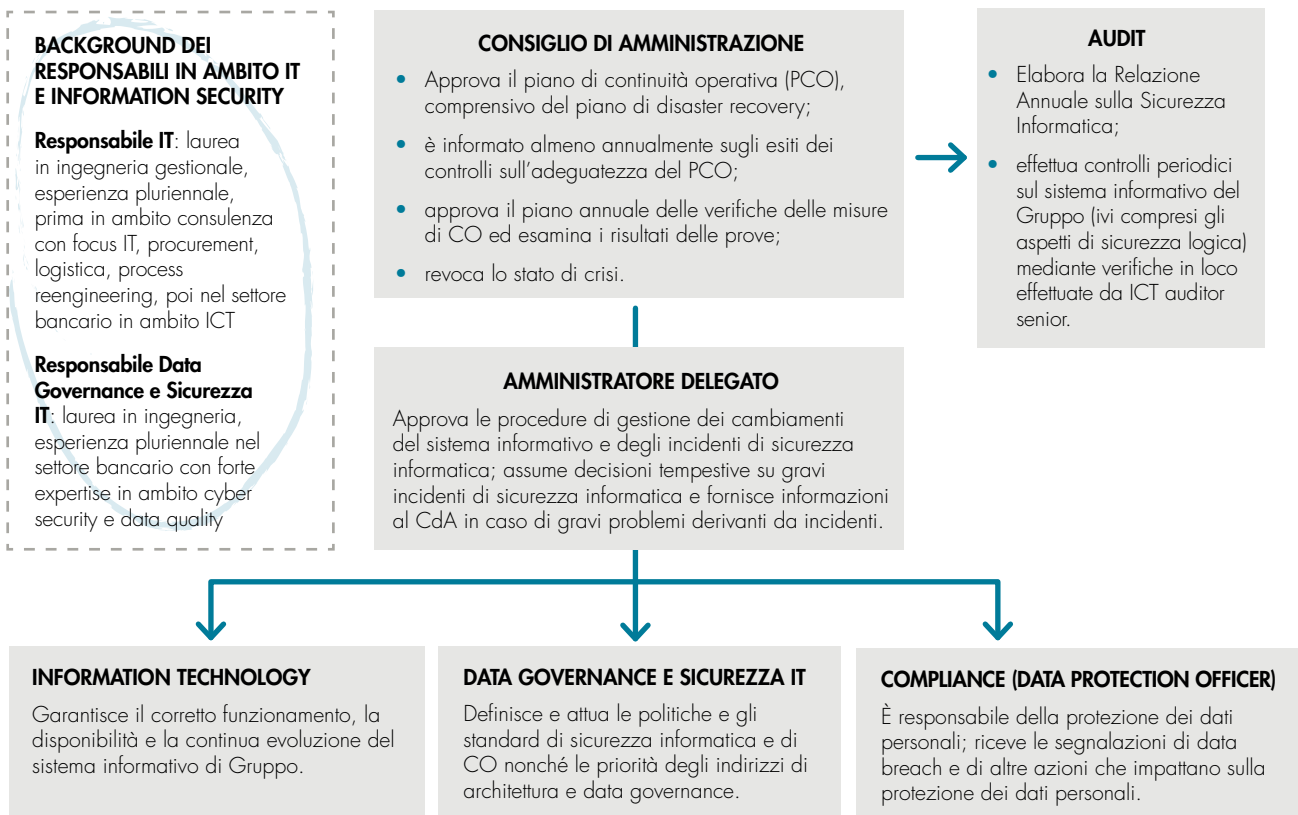 BACKGROUND DEI
RESPONSABILI IN AMBITO IT
E INFORMATION SECURITY
Responsabile IT: laurea
in ingegneria gestionale,
esperienza pluriennale,
prima in ambito consulenza
con focus IT, procurement,
logistica, process
reengineering, poi nel settore
bancario in ambito ICT
Responsabile Data
Governance e Sicurezza
IT: laurea in ingegneria,
esperienza pluriennale nel
settore bancario con forte
expertise in ambito cyber
security e data quality
CONSIGLIO DI AMMINISTRAZIONE
• Approva il piano di continuità operativa (PCO),
comprensivo del piano di disaster recovery;
• è informato almeno annualmente sugli esiti dei
controlli sull'adeguatezza del PCO;
• approva il piano annuale delle verifiche delle misure
di CO ed esamina i risultati delle prove;
• revoca lo stato di crisi.
AUDIT
• Elabora la Relazione
Annuale sulla Sicurezza
Informatica;
• effettua controlli periodici
sul sistema informativo del
Gruppo (ivi compresi gli
aspetti di sicurezza logica)
mediante verifiche in loco
effettuate da ICT auditor
senior.
AMMINISTRATORE DELEGATO
Approva le procedure di gestione dei cambiamenti
del sistema informativo e degli incidenti di sicurezza
informatica; assume decisioni tempestive su gravi
incidenti di sicurezza informatica e fornisce informazioni
al CdA in caso di gravi problemi derivanti da incidenti.
INFORMATION TECHNOLOGY
Garantisce il corretto funzionamento, la
disponibilità e la continua evoluzione del
sistema informativo di Gruppo.
DATA GOVERNANCE E SICUREZZA IT
Definisce e attua le politiche e gli
standard di sicurezza informatica e di
CO nonché le priorità degli indirizzi di
architettura e data governance.
COMPLIANCE (DATA PROTECTION OFFICER)
È responsabile della protezione dei dati
personali; riceve le segnalazioni di data
breach e di altre azioni che impattano sulla
protezione dei dati personali.